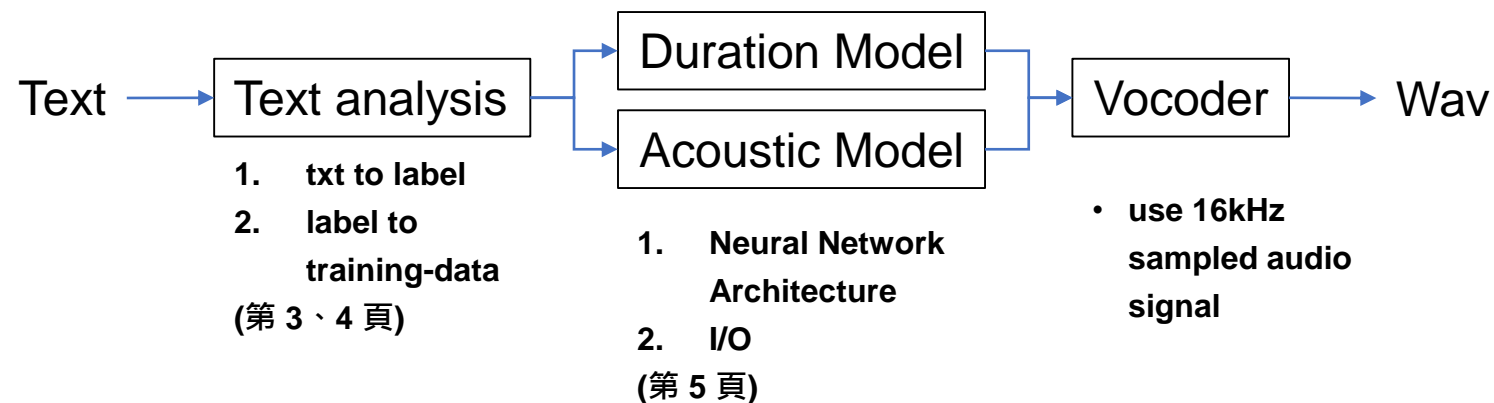 Text
Text analysis
Duration Model
Acoustic Model
Vocoder
Wav
1. txt to label
2. label to
training-data
(第 3、4 頁)
1. Neural Network
Architecture
2. I/O
(第 5 頁)
• use 16kHz
sampled audio
signal